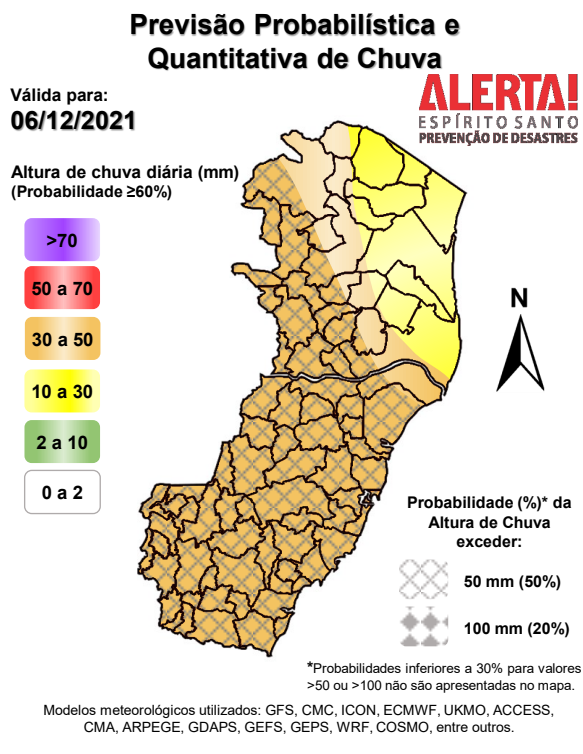 Previsão Probabilística e
Quantitativa de Chuva
Válida para:
06/12/2021
ALERTA!
ESPÍRITO SANTO
PREVENÇÃO DE DESASTRES
Altura de chuva diária (mm)
(Probabilidade ≥60%)
>70
50 a 70
30 a 50
10 a 30
2 a 10
0 a 2
N
Probabilidade (%)* da
Altura de Chuva
exceder:
50 mm (50%)
100 mm (20%)
*Probabilidades inferiores a 30% para valores
>50 ou >100 não são apresentadas no mapa.
Modelos meteorológicos utilizados: GFS, CMC, ICON, ECMWF, UKMO, ACCESS,
CMA, ARPEGE, GDAPS, GEFS, GEPS, WRF, COSMO, entre outros.